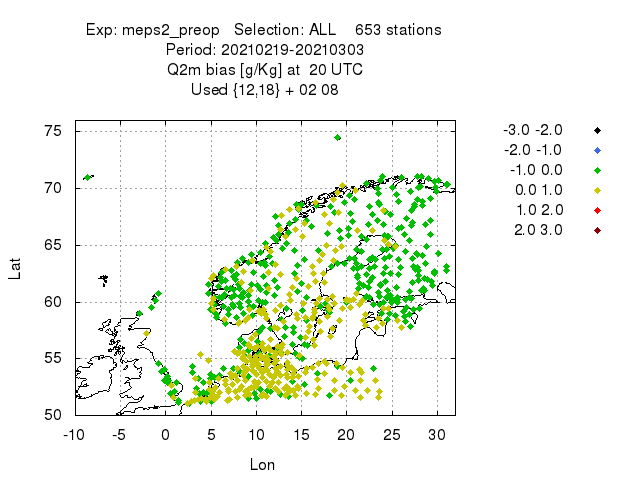 Exp: meps2_preop   Selection: ALL    653 stations
Period: 20210219-20210303
Q2m bias [g/Kg] at  20 UTC
Used {12,18} + 02 08
75
70
65
60
55
50
-10 -5 0 5 10 15 20 25 30
Lat
Lon
-3.0 -2.0
-2.0 -1.0
-1.0 0.0
0.0 1.0
1.0 2.0
2.0 3.0